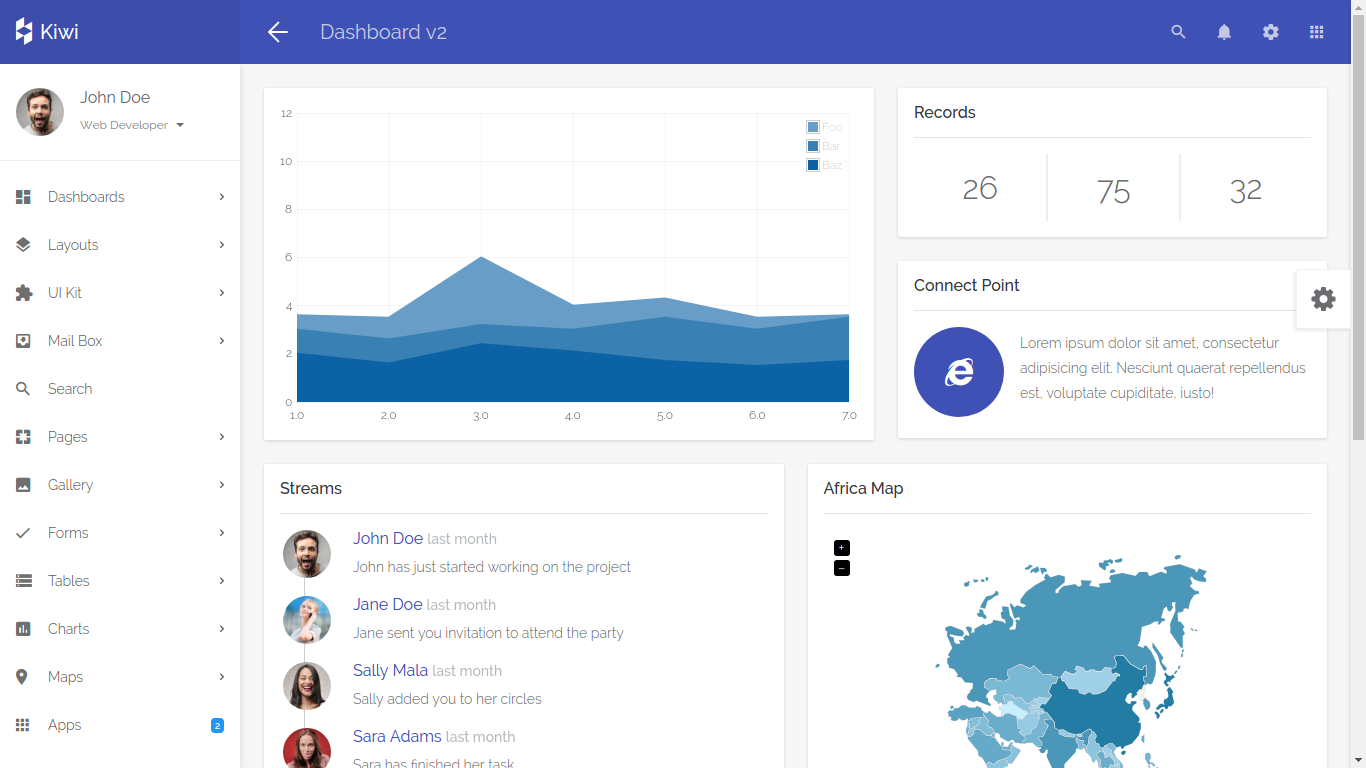 Kiwi
Dashboard v2
John Doe
Web Developer
Dashboards
Layouts
UI Kit
Mail Box
Search
Pages
Gallery
Forms
Tables
Charts
Maps
Apps
2
12
10
8
6
4
2
0
1.0 2.0 3.0 4.0 5.0 6.0 7.0
Foo
Bar
Baz
Records
26 75 32
Connect Point
Lorem ipsum dolor sit amet, consectetur
adipisicing elit. Nesciunt quaerat repellendus
est, voluptate cupiditate, iusto!
Streams
John Doe last month
John has just started working on the project
Jane Doe last month
Jane sent you invitation to attend the party
Sally Mala last month
Sally added you to her circles
Sara Adams last month
Sara has finished her task
Africa Map
+
−